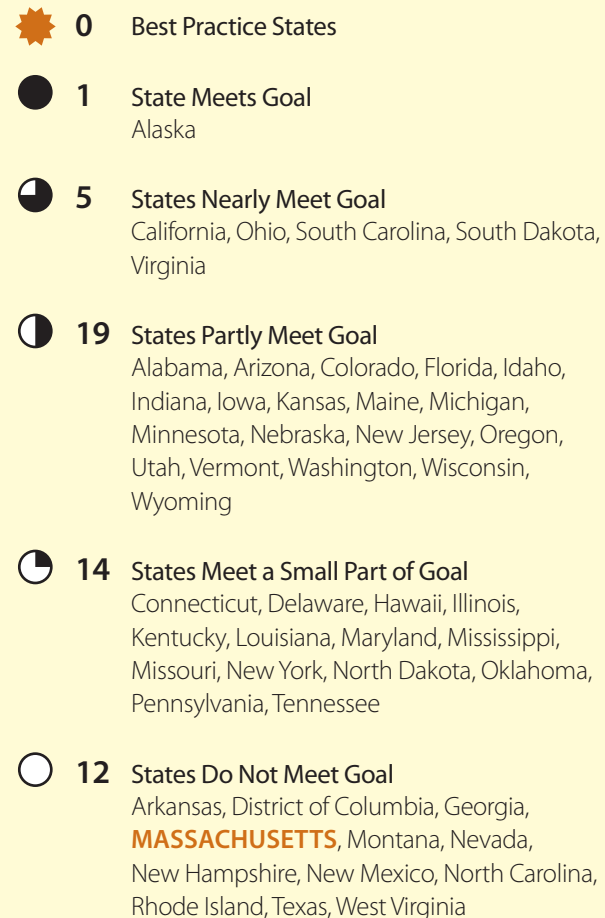 0 Best Practice States
1 State Meets Goal
Alaska
5 States Nearly Meet Goal
California, Ohio, South Carolina, South Dakota,
Virginia
19 States Partly Meet Goal
Alabama, Arizona, Colorado, Florida, Idaho,
Indiana, Iowa, Kansas, Maine, Michigan,
Minnesota, Nebraska, New Jersey, Oregon,
Utah, Vermont, Washington, Wisconsin,
Wyoming
14 States Meet a Small Part of Goal
Connecticut, Delaware, Hawaii, Illinois,
Kentucky, Louisiana, Maryland, Mississippi,
Missouri, New York, North Dakota, Oklahoma,
Pennsylvania, Tennessee
12 States Do Not Meet Goal
Arkansas, District of Columbia, Georgia,
MASSACHUSETTS, Montana, Nevada,
New Hampshire, New Mexico, North Carolina,
Rhode Island, Texas, West Virginia